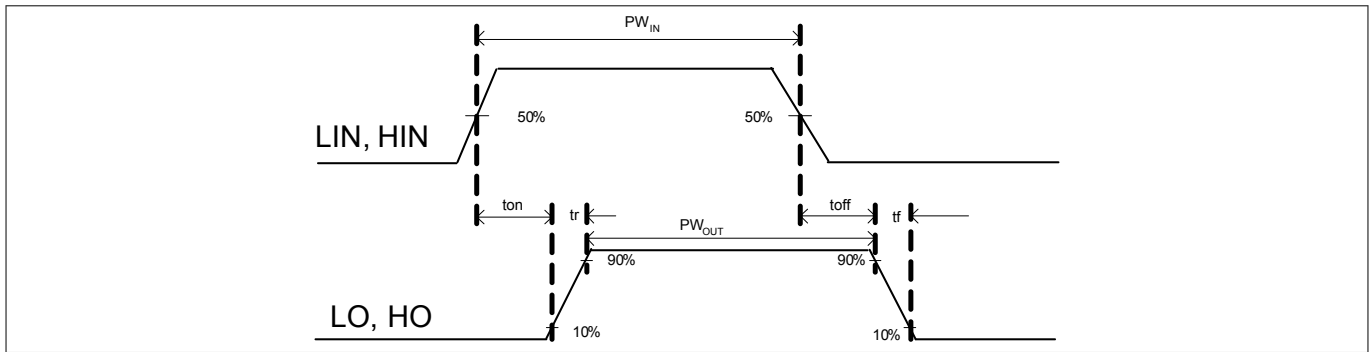 PW_IN
50%
50%
LIN, HIN
ton
tr
toff
tf
PW_OUT
90%
90%
LO, HO
10%
10%